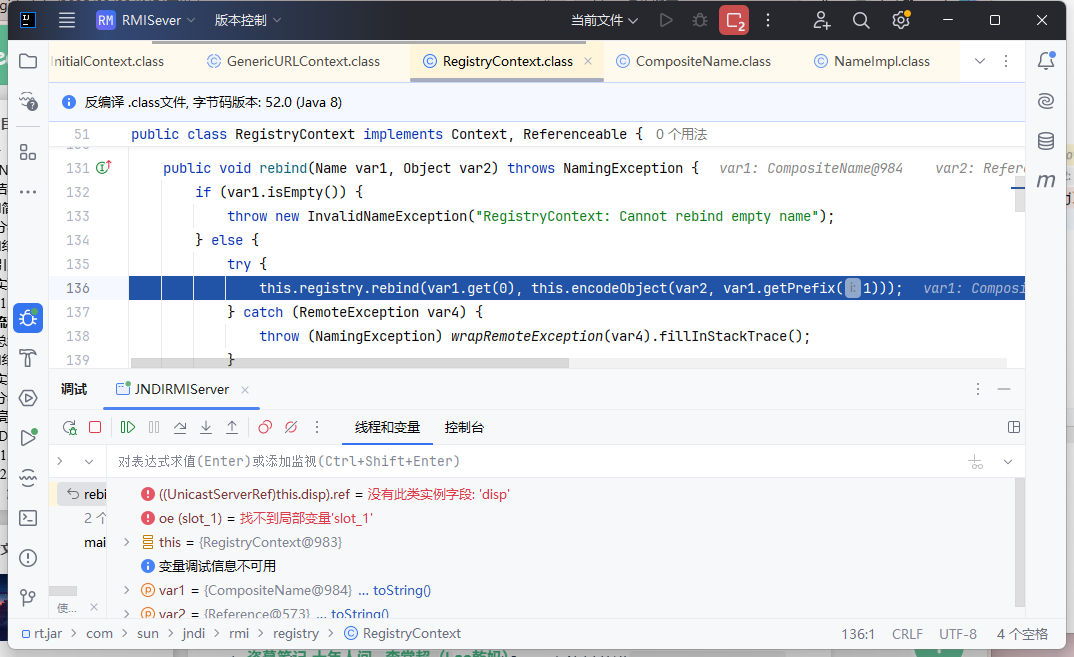 RM RMISever 版本控制 当前文件 2
InitialContext.class GenericURLContext.class RegistryContext.class CompositeName.class NameImpl.class
反编译 .class文件, 字节码版本: 52.0 (Java 8)
51 public class RegistryContext implements Context, Referenceable { 0 个用法
131 public void rebind(Name var1, Object var2) throws NamingException { var1: CompositeName@984 var2: Refere
132 if (var1.isEmpty()) {
133 throw new InvalidNameException("RegistryContext: Cannot rebind empty name");
134 } else {
135 try {
136 this.registry.rebind(var1.get(0), this.encodeObject(var2, var1.getPrefix( i: 1))); var1: Composi
137 } catch (RemoteException var4) {
138 throw (NamingException) wrapRemoteException(var4).fillInStackTrace();
139 }
调试 JNDIRMIServer
线程和变量 控制台
对表达式求值(Enter)或添加监视(Ctrl+Shift+Enter)
rebi
2 个
mai
使...
((UnicastServerRef)this.disp).ref = 没有此类实例字段: 'disp'
oe (slot_1) = 找不到局部变量'slot_1'
this = {RegistryContext@983}
变量调试信息不可用
var1 = {CompositeName@984} ... toString()
var2 = {Reference@573} ... toString()
rt.jar > com > sun > jndi > rmi > registry > RegistryContext 136:1 CRLF UTF-8 4 个空格